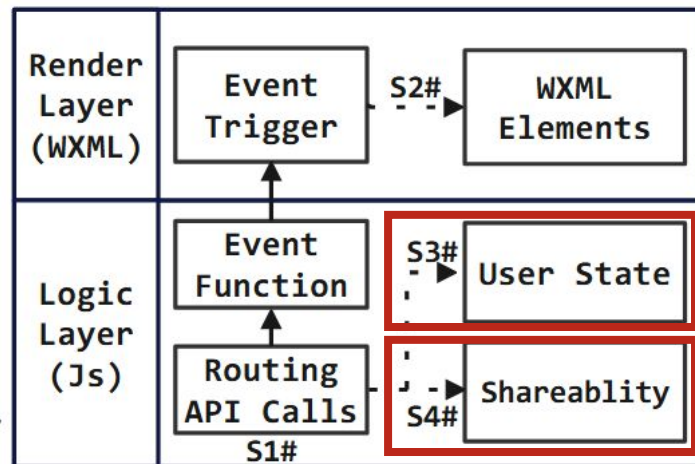 Render
Layer
(WXML)
Event
Trigger
S2#
WXML
Elements
Logic
Layer
(Js)
Event
Function
S3#
User State
Routing
API Calls
S1#
S4#
Shareablity